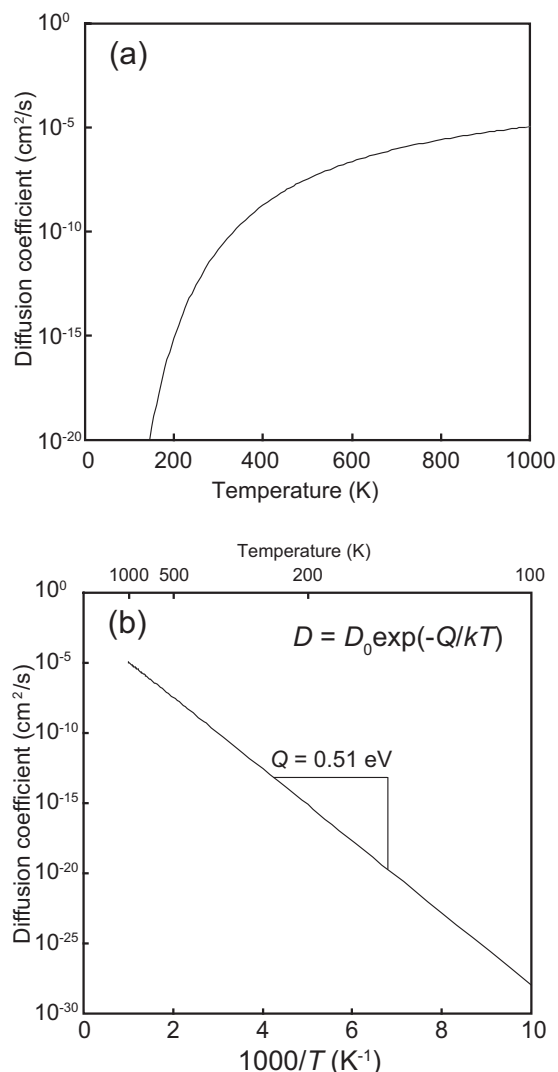 (a)
Diffusion coefficient (cm²/s)
10⁰
10⁻⁵
10⁻¹⁰
10⁻¹⁵
10⁻²⁰
0 200 400 600 800 1000
Temperature (K)
Temperature (K)
1000 500 200 100
(b)
D = D₀exp(-Q/kT)
Q = 0.51 eV
Diffusion coefficient (cm²/s)
10⁰
10⁻⁵
10⁻¹⁰
10⁻¹⁵
10⁻²⁰
10⁻²⁵
10⁻³⁰
0 2 4 6 8 10
1000/T (K⁻¹)